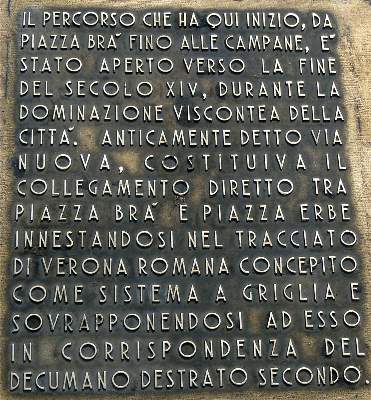 IL PERCORSO CHE HA QUI INIZIO, DA
PIAZZA BRA' FINO ALLE CAMPANE, E'
STATO APERTO VERSO LA FINE
DEL SECOLO XIV, DURANTE LA
DOMINAZIONE VISCONTEA DELLA
CITTA'. ANTICAMENTE DETTO VIA
NUOVA, COSTITUIVA IL
COLLEGAMENTO DIRETTO TRA
PIAZZA BRA' E PIAZZA ERBE
INNESTANDOSI NEL TRACCIATO
DI VERONA ROMANA CONCEPITO
COME SISTEMA A GRIGLIA E
SOVRAPPONENDOSI AD ESSO
IN CORRISPONDENZA DEL
DECUMANO DESTRATO SECONDO.